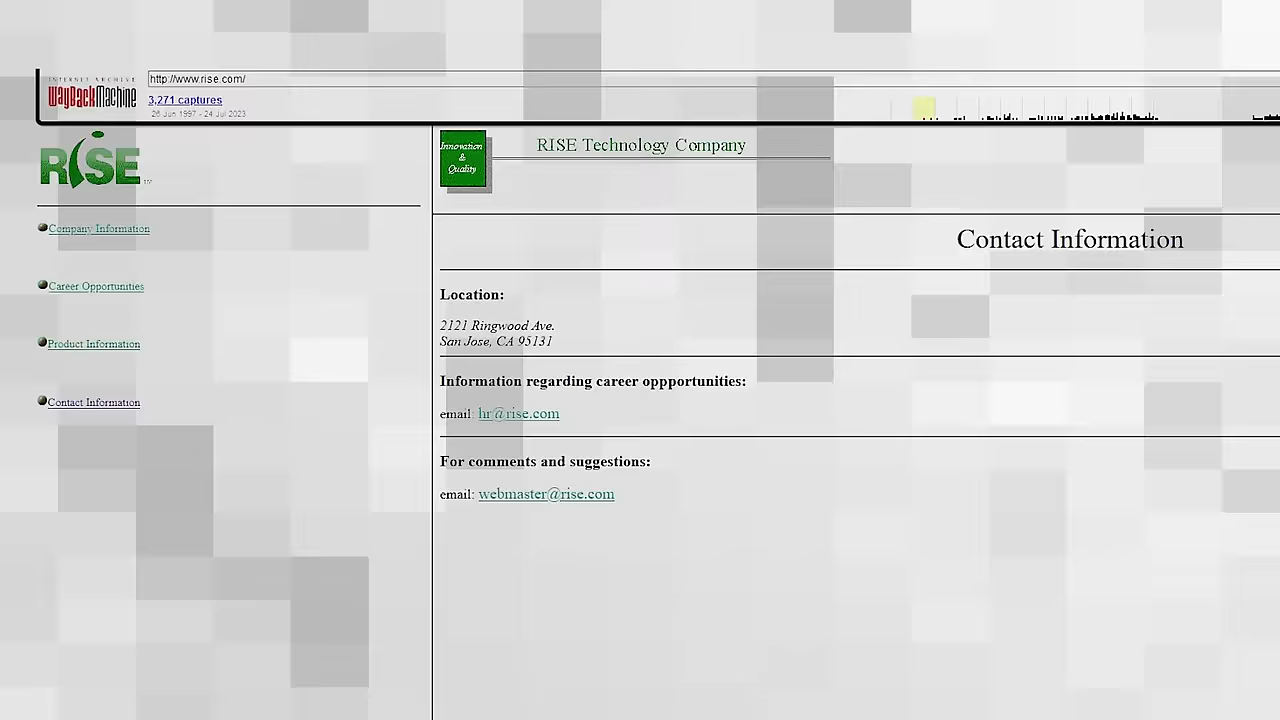 INTERNET ARCHIVE
WayBackMachine
http://www.rise.com/
3,271 captures
26 Jun 1997 - 24 Jul 2023
RISE
TM
Company Information
Career Opportunities
Product Information
Contact Information
Innovation
&
Quality
RISE Technology Company
Contact Information
Location:
2121 Ringwood Ave.
San Jose, CA 95131
Information regarding career oppportunities:
email: hr@rise.com
For comments and suggestions:
email: webmaster@rise.com